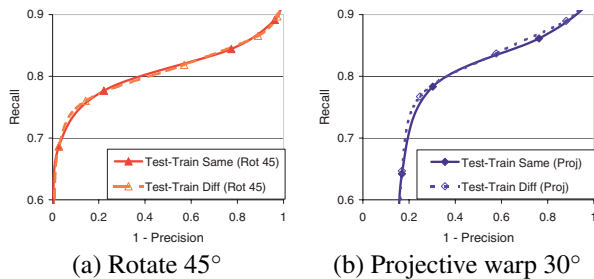 0.9
0.8
0.7
0.6
Recall
Test-Train Same (Rot 45)
Test-Train Diff (Rot 45)
0 0.2 0.4 0.6 0.8 1
1 - Precision
(a) Rotate 45°
0.9
0.8
0.7
0.6
Recall
Test-Train Same (Proj)
Test-Train Diff (Proj)
0 0.2 0.4 0.6 0.8 1
1 - Precision
(b) Projective warp 30°